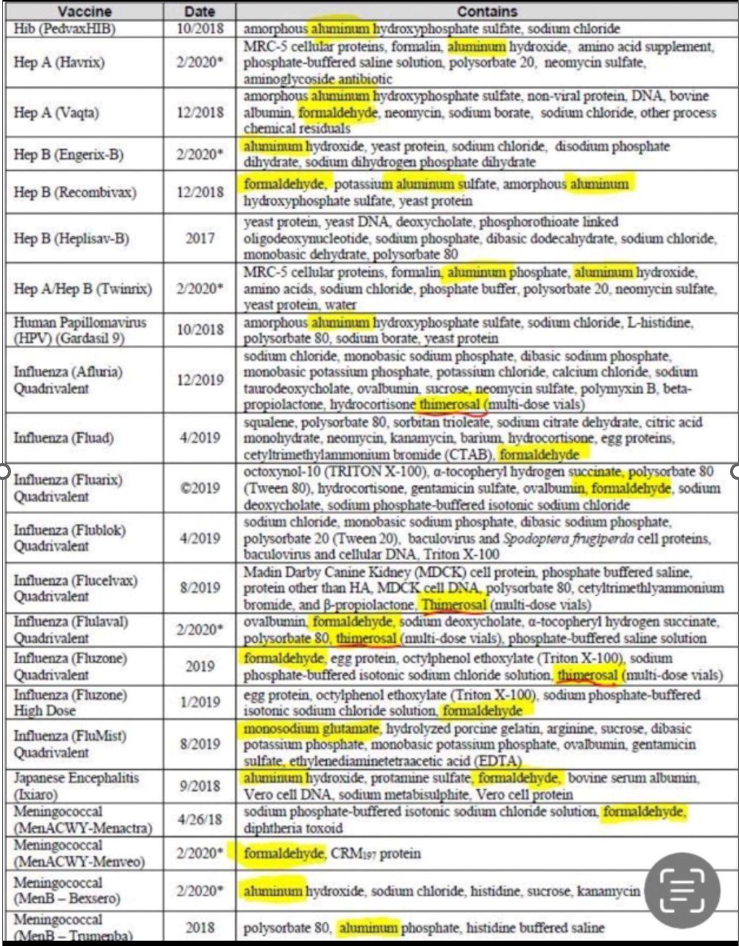 Vaccine Date Contains
Hib (PedvaxHIB) 10/2018 amorphous aluminum hydroxyphosphate sulfate, sodium chloride
Hep A (Havrix) 2/2020* MRC-5 cellular proteins, formalin, aluminum hydroxide, amino acid supplement,
phosphate-buffered saline solution, polysorbate 20, neomycin sulfate,
aminoglycoside antibiotic
Hep A (Vaqta) 12/2018 amorphous aluminum hydroxyphosphate sulfate, non-viral protein, DNA, bovine
albumin, formaldehyde, neomycin, sodium borate, sodium chloride, other process
chemical residuals
Hep B (Engerix-B) 2/2020* aluminum hydroxide, yeast protein, sodium chloride, disodium phosphate
dihydrate, sodium dihydrogen phosphate dihydrate
Hep B (Recombivax) 12/2018 formaldehyde, potassium aluminum sulfate, amorphous aluminum
hydroxyphosphate sulfate, yeast protein
Hep B (Heplisav-B) 2017 yeast protein, yeast DNA, deoxycholate, phosphorothioate linked
oligodeoxynucleotide, sodium phosphate, dibasic dodecahydrate, sodium chloride,
monobasic dehydrate, polysorbate 80
Hep A/Hep B (Twinrix) 2/2020* MRC-5 cellular proteins, formalin, aluminum phosphate, aluminum hydroxide,
amino acids, sodium chloride, phosphate buffer, polysorbate 20, neomycin sulfate,
yeast protein, water
Human Papillomavirus
(HPV) (Gardasil 9) 10/2018 amorphous aluminum hydroxyphosphate sulfate, sodium chloride, L-histidine,
polysorbate 80, sodium borate, yeast protein
Influenza (Afluria)
Quadrivalent 12/2019 sodium chloride, monobasic sodium phosphate, dibasic sodium phosphate,
monobasic potassium phosphate, potassium chloride, calcium chloride, sodium
taurodeoxycholate, ovalbumin, sucrose, neomycin sulfate, polymyxin B, beta-
propiolactone, hydrocortisone thimerosal (multi-dose vials)
Influenza (Fluad) 4/2019 squalene, polysorbate 80, sorbitan trioleate, sodium citrate dehydrate, citric acid
monohydrate, neomycin, kanamycin, barium, hydrocortisone, egg proteins,
cetyltrimethylammonium bromide (CTAB), formaldehyde
Influenza (Fluarix)
Quadrivalent ©2019 octoxynol-10 (TRITON X-100), α-tocopheryl hydrogen succinate, polysorbate 80
(Tween 80), hydrocortisone, gentamicin sulfate, ovalbumin, formaldehyde, sodium
deoxycholate, sodium phosphate-buffered isotonic sodium chloride
Influenza (Flublok)
Quadrivalent 4/2019 sodium chloride, monobasic sodium phosphate, dibasic sodium phosphate,
polysorbate 20 (Tween 20), baculovirus and Spodoptera frugiperda cell proteins,
baculovirus and cellular DNA, Triton X-100
Influenza (Flucelvax)
Quadrivalent 8/2019 Madin Darby Canine Kidney (MDCK) cell protein, phosphate buffered saline,
protein other than HA, MDCK cell DNA, polysorbate 80, cetyltrimethlyammonium
bromide, and β-propiolactone, Thimerosal (multi-dose vials)
Influenza (Flulaval)
Quadrivalent 2/2020* ovalbumin, formaldehyde, sodium deoxycholate, α-tocopheryl hydrogen succinate,
polysorbate 80, thimerosal (multi-dose vials), phosphate-buffered saline solution
Influenza (Fluzone)
Quadrivalent 2019 formaldehyde, egg protein, octylphenol ethoxylate (Triton X-100), sodium
phosphate-buffered isotonic sodium chloride solution, thimerosal (multi-dose vials)
Influenza (Fluzone)
High Dose 1/2019 egg protein, octylphenol ethoxylate (Triton X-100), sodium phosphate-buffered
isotonic sodium chloride solution, formaldehyde
Influenza (FluMist)
Quadrivalent 8/2019 monosodium glutamate, hydrolyzed porcine gelatin, arginine, sucrose, dibasic
potassium phosphate, monobasic potassium phosphate, ovalbumin, gentamicin
sulfate, ethylenediaminetetraacetic acid (EDTA)
Japanese Encephalitis
(Ixiaro) 9/2018 aluminum hydroxide, protamine sulfate, formaldehyde, bovine serum albumin,
Vero cell DNA, sodium metabisulphite, Vero cell protein
Meningococcal
(MenACWY-Menactra) 4/26/18 sodium phosphate-buffered isotonic sodium chloride solution, formaldehyde,
diphtheria toxoid
Meningococcal
(MenACWY-Menveo) 2/2020* formaldehyde, CRM197 protein
Meningococcal
(MenB – Bexsero) 2/2020* aluminum hydroxide, sodium chloride, histidine, sucrose, kanamycin
Meningococcal
(MenB – Trumenba) 2018 polysorbate 80, aluminum phosphate, histidine buffered saline